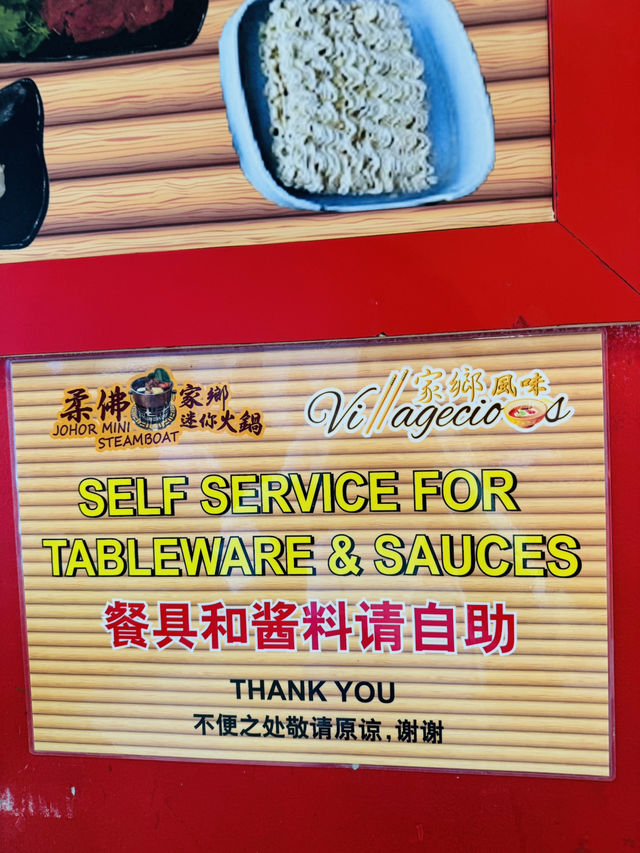 柔佛 家鄉
JOHOR MINI 迷你火鍋
STEAMBOAT
家鄉風味
Villagecious
SELF SERVICE FOR
TABLEWARE & SAUCES
餐具和酱料请自助
THANK YOU
不便之处敬请原谅,谢谢